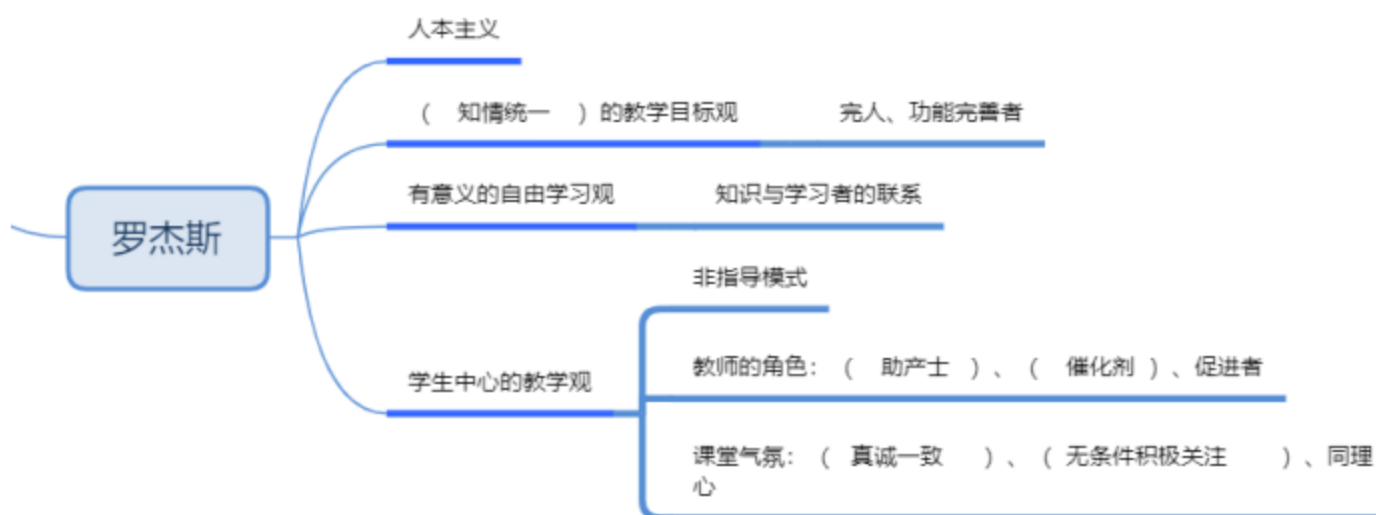 人本主义
( 知情统一 ) 的教学目标观
完人、功能完善者
有意义的自由学习观
知识与学习者的联系
罗杰斯
非指导模式
学生中心的教学观
教师的角色: ( 助产士 ) 、 ( 催化剂 ) 、促进者
课堂气氛: ( 真诚一致 ) 、 ( 无条件积极关注 ) 、同理
心